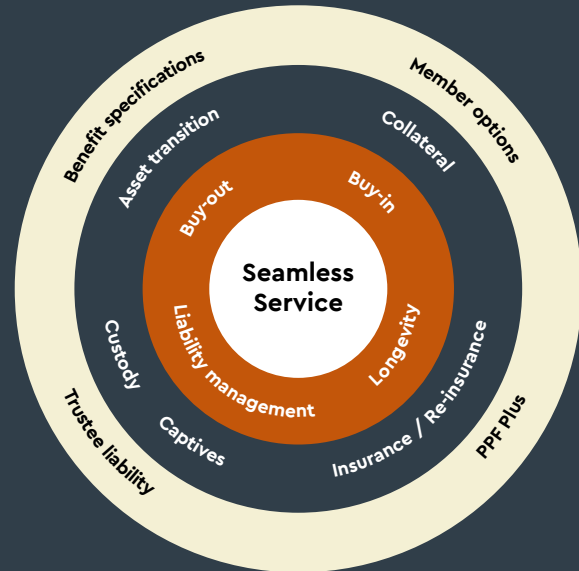 Benefit specifications
Member options
Asset transition
Collateral
Buy-out
Buy-in
Seamless
Service
Liability management
Longevity
Custody
Captives
Insurance / Re-insurance
Trustee liability
PPF Plus